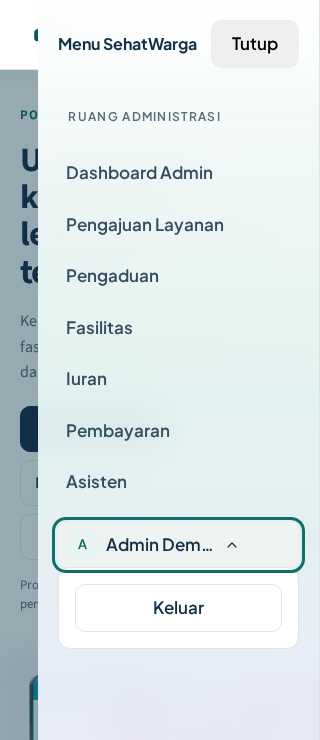 Menu SehatWarga
Tutup
RUANG ADMINISTRASI
Dashboard Admin
Pengajuan Layanan
Pengaduan
Fasilitas
Iuran
Pembayaran
Asisten
A Admin Dem...
Keluar